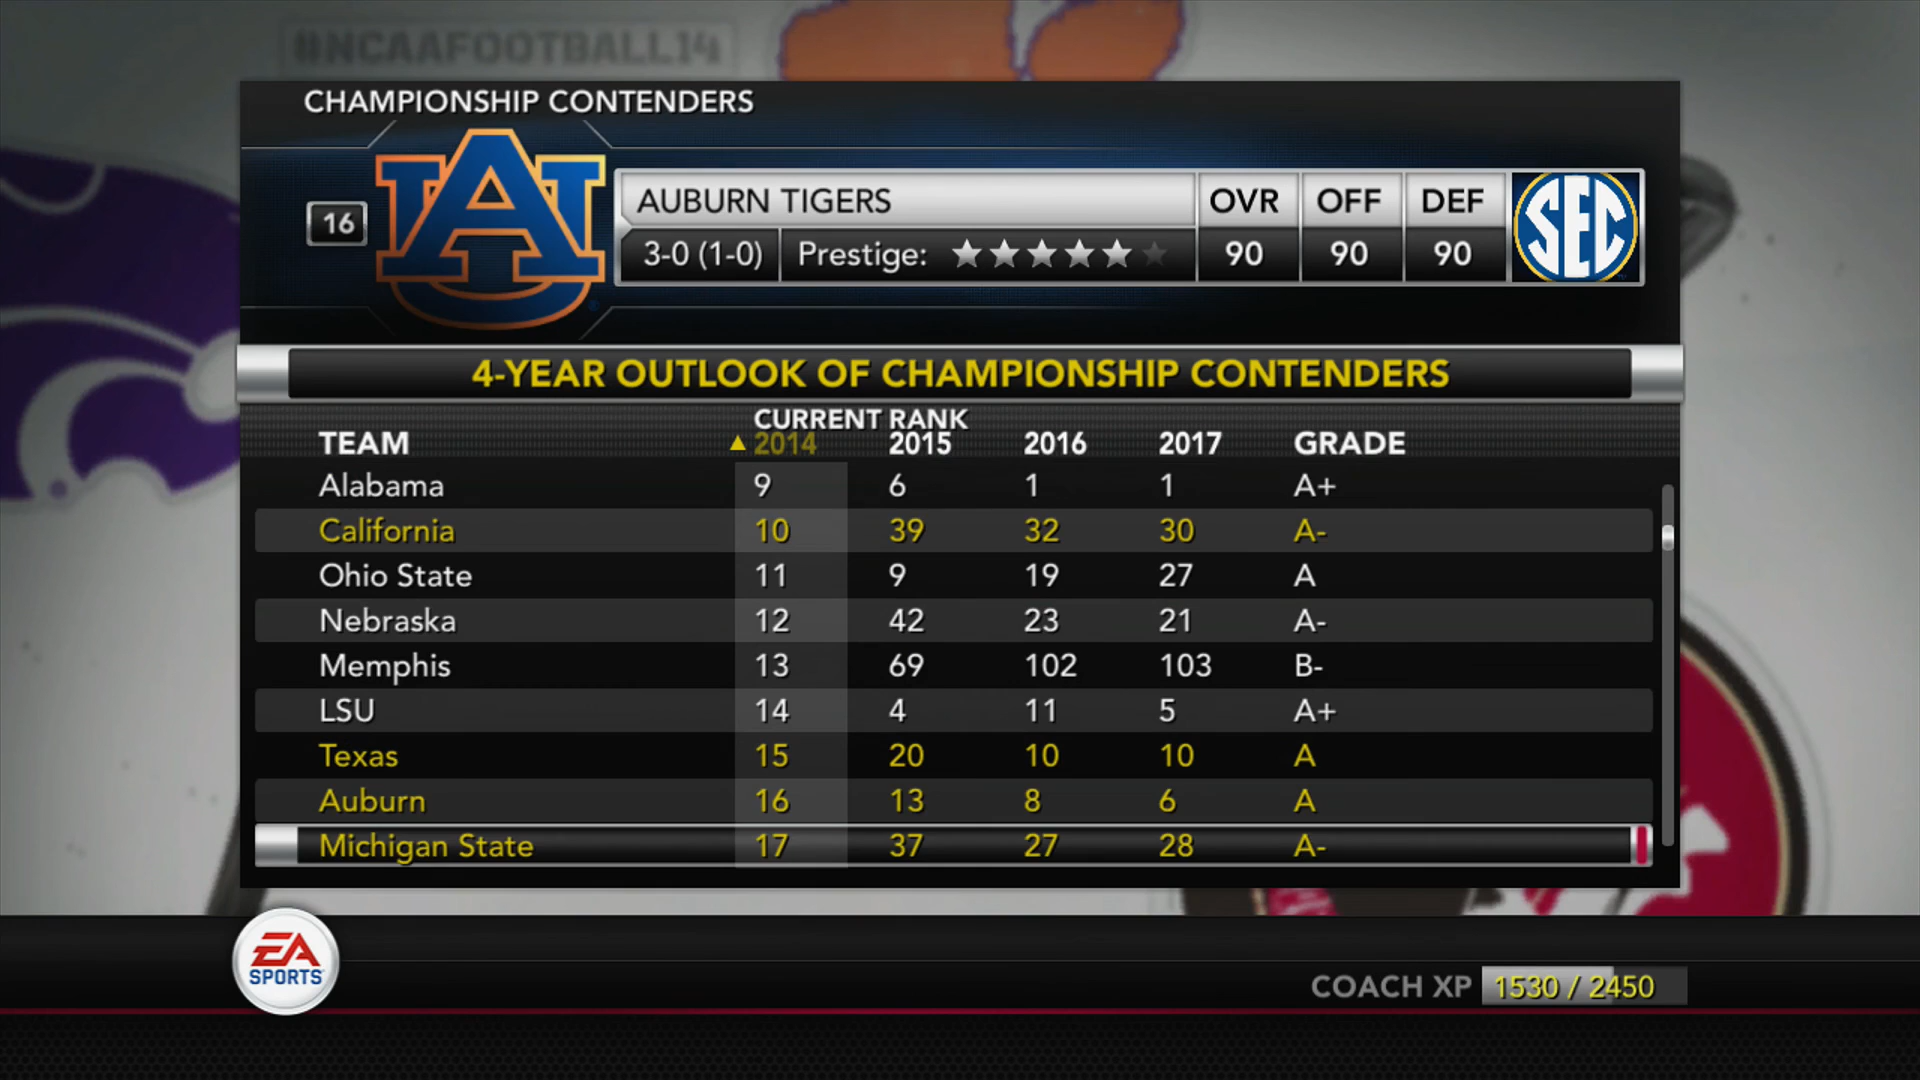 #NCAAFOOTBALL14
CHAMPIONSHIP CONTENDERS
16
AUBURN TIGERS OVR OFF DEF
3-0 (1-0) Prestige: 90 90 90
SEC
4-YEAR OUTLOOK OF CHAMPIONSHIP CONTENDERS
CURRENT RANK
TEAM 2014 2015 2016 2017 GRADE
Alabama 9 6 1 1 A+
California 10 39 32 30 A-
Ohio State 11 9 19 27 A
Nebraska 12 42 23 21 A-
Memphis 13 69 102 103 B-
LSU 14 4 11 5 A+
Texas 15 20 10 10 A
Auburn 16 13 8 6 A
Michigan State 17 37 27 28 A-
EA
SPORTS
COACH XP 1530 / 2450